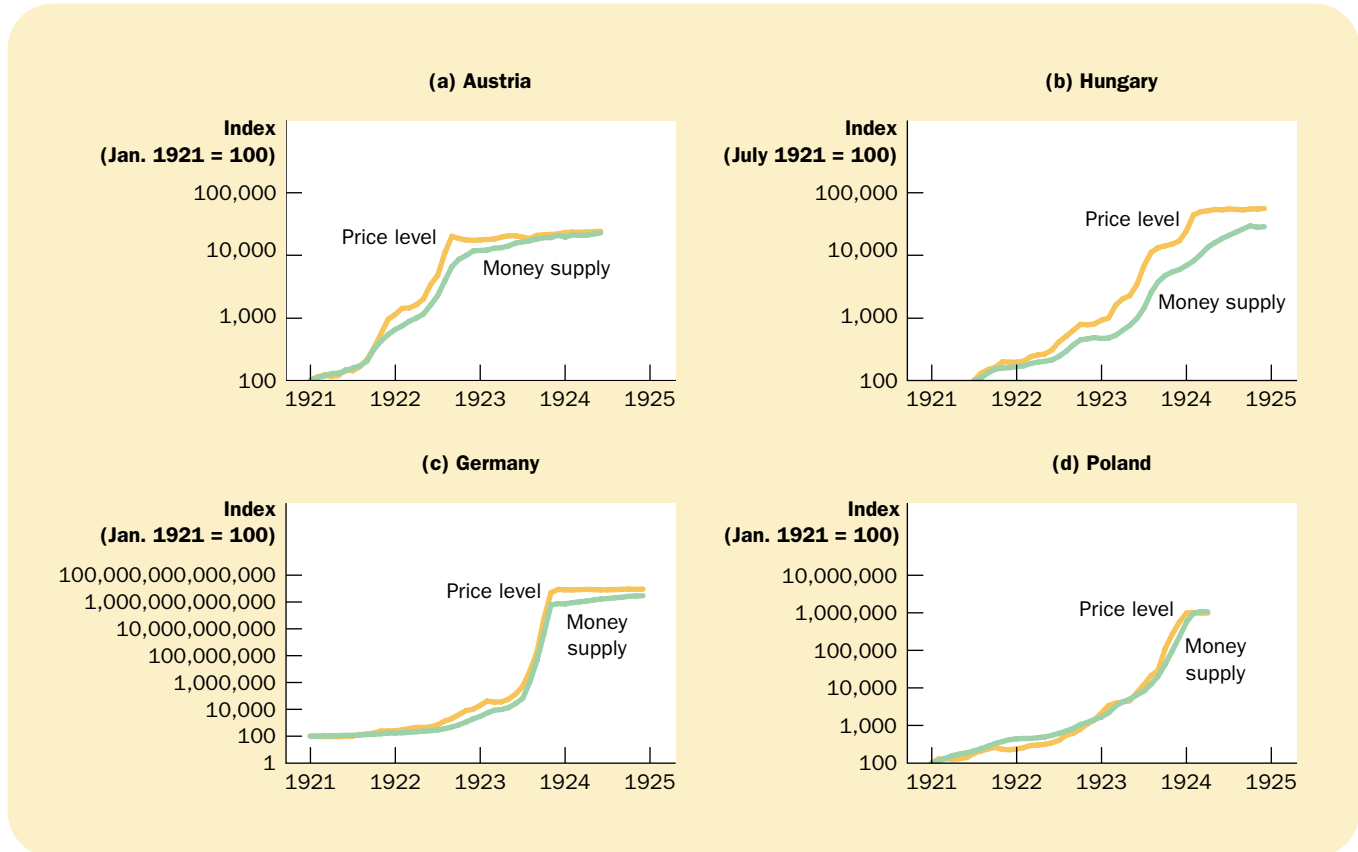 (a) Austria
Index
(Jan. 1921 = 100)
100,000
10,000
1,000
100
Price level
Money supply
1921 1922 1923 1924 1925
(b) Hungary
Index
(July 1921 = 100)
100,000
10,000
1,000
100
Price level
Money supply
1921 1922 1923 1924 1925
(c) Germany
Index
(Jan. 1921 = 100)
100,000,000,000,000
1,000,000,000,000
10,000,000,000
100,000,000
1,000,000
10,000
100
1
Price level
Money
supply
1921 1922 1923 1924 1925
(d) Poland
Index
(Jan. 1921 = 100)
10,000,000
1,000,000
100,000
10,000
1,000
100
Price level
Money
supply
1921 1922 1923 1924 1925